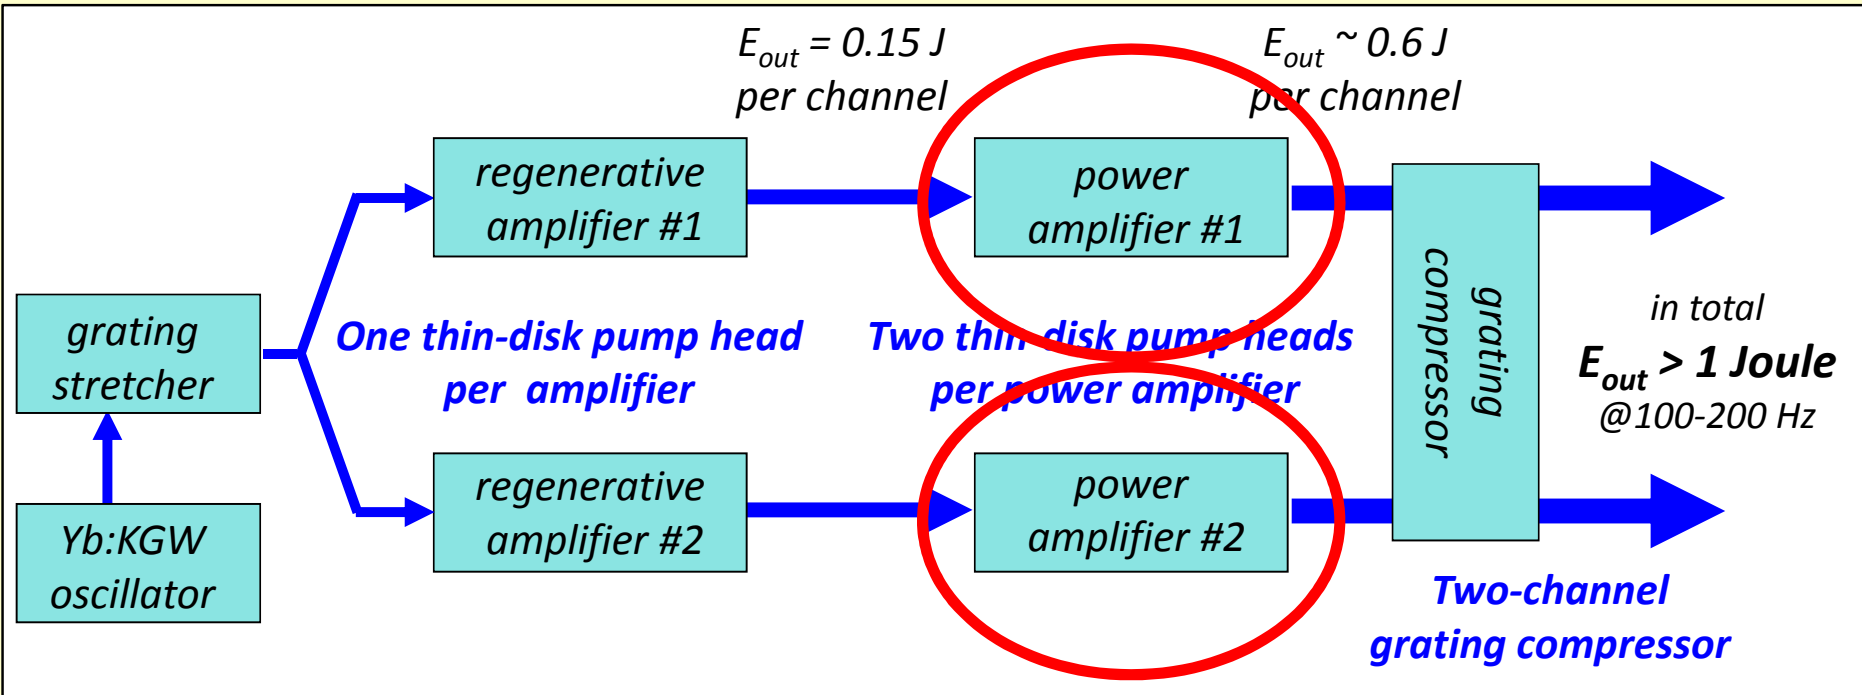 E_out = 0.15 J
per channel
E_out ~ 0.6 J
per channel
regenerative
amplifier #1
power
amplifier #1
grating
stretcher
One thin-disk pump head
per amplifier
Two thin-disk pump heads
per power amplifier
grating
compressor
in total
E_out > 1 Joule
@100-200 Hz
Yb:KGW
oscillator
regenerative
amplifier #2
power
amplifier #2
Two-channel
grating compressor